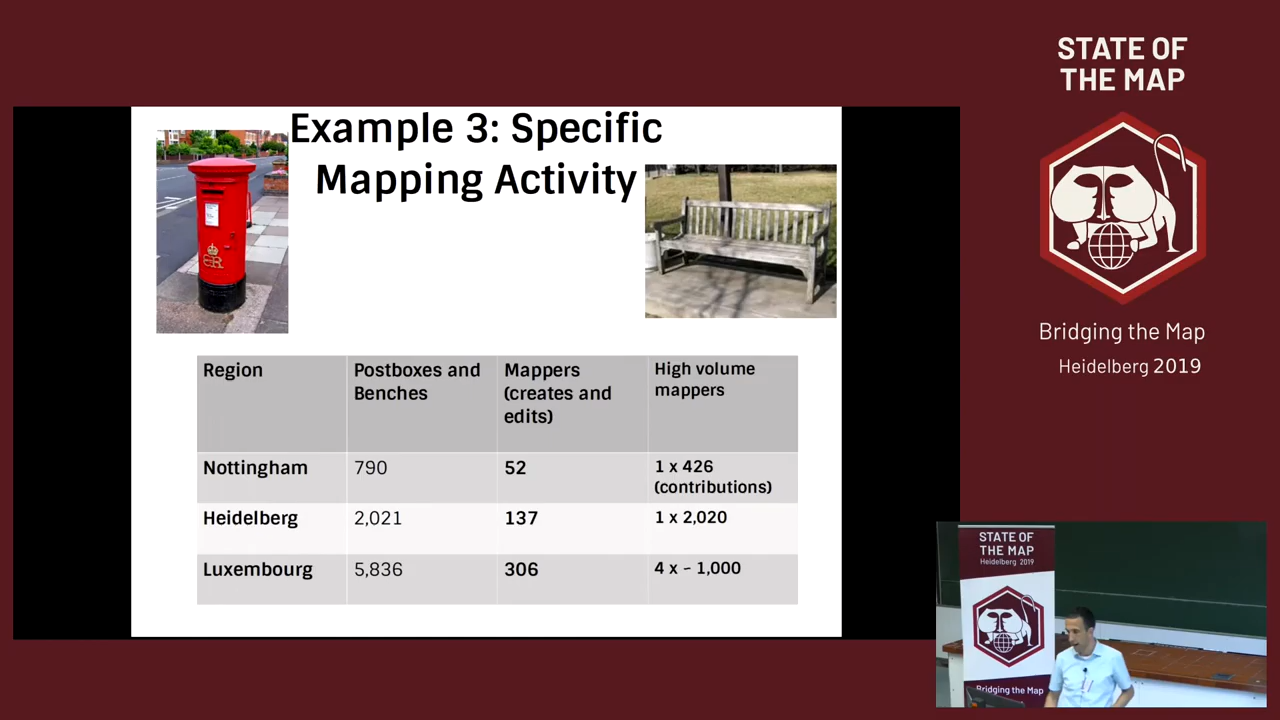 STATE OF
THE MAP
Bridging the Map
Heidelberg 2019
Example 3: Specific
Mapping Activity
ER
Region
Postboxes and
Benches
Mappers
(creates and
edits)
High volume
mappers
Nottingham
790
52
1 x 426
(contributions)
Heidelberg
2,021
137
1 x 2,020
Luxembourg
5,836
306
4 x ~ 1,000
STATE OF
THE MAP
Heidelberg 2019
Bridging the Map